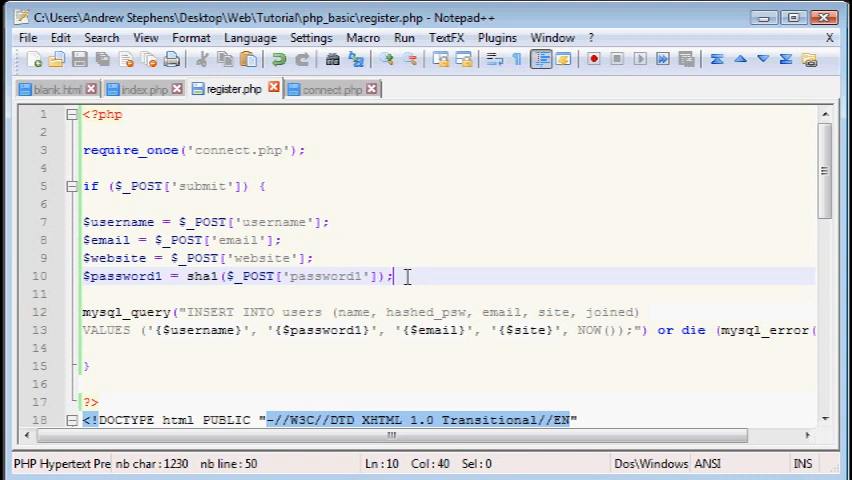 C:\Users\Andrew Stephens\Desktop\Web\Tutorial\php_basic\register.php - Notepad++
File Edit Search View Format Language Settings Macro Run TextFX Plugins Window ? X
blank.html index.php register.php connect.php
1 <?php
2
3 require_once('connect.php');
4
5 if ($_POST['submit']) {
6
7 $username = $_POST['username'];
8 $email = $_POST['email'];
9 $website = $_POST['website'];
10 $password1 = sha1($_POST['password1']);
11
12 mysql_query("INSERT INTO users (name, hashed_psw, email, site, joined)
13 VALUES ('{$username}', '{$password1}', '{$email}', '{$site}', NOW());") or die (mysql_error(
14
15 }
16
17 ?>
18 <!DOCTYPE html PUBLIC "-//W3C//DTD XHTML 1.0 Transitional//EN"
PHP Hypertext Pre nb char : 1230 nb line : 50 Ln : 10 Col : 40 Sel : 0 Dos\Windows ANSI INS